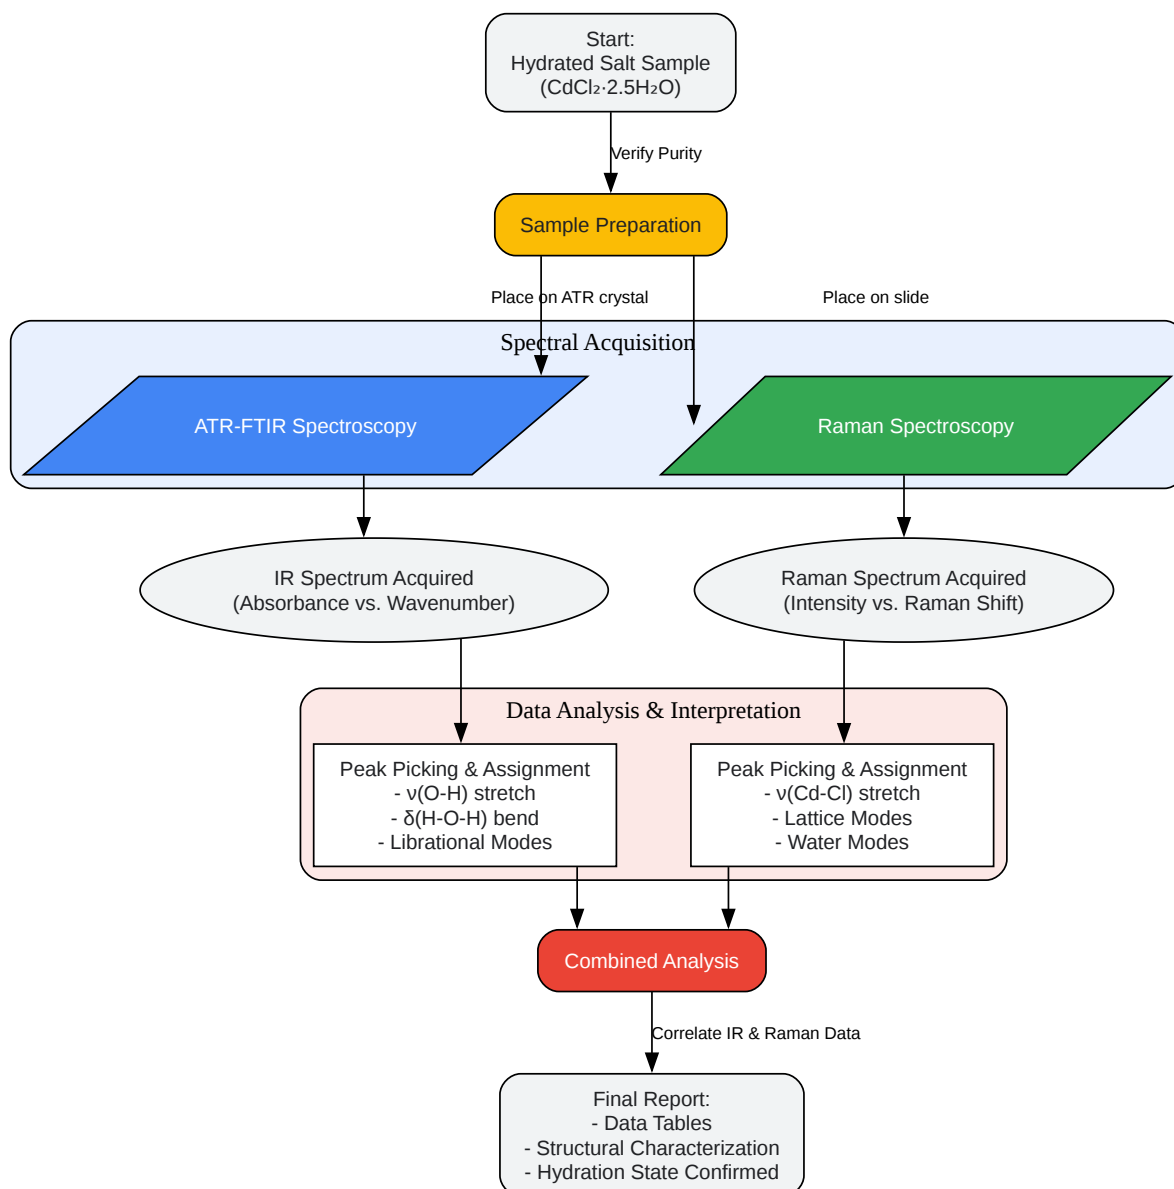 Start:
Hydrated Salt Sample
(CdCl₂·2.5H₂O)
Verify Purity
Sample Preparation
Place on ATR crystal
Place on slide
Spectral Acquisition
ATR-FTIR Spectroscopy
Raman Spectroscopy
IR Spectrum Acquired
(Absorbance vs. Wavenumber)
Raman Spectrum Acquired
(Intensity vs. Raman Shift)
Data Analysis & Interpretation
Peak Picking & Assignment
- ν(O-H) stretch
- δ(H-O-H) bend
- Librational Modes
Peak Picking & Assignment
- ν(Cd-Cl) stretch
- Lattice Modes
- Water Modes
Combined Analysis
Correlate IR & Raman Data
Final Report:
- Data Tables
- Structural Characterization
- Hydration State Confirmed